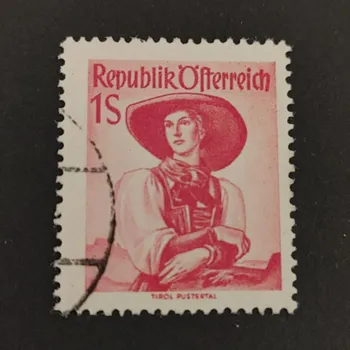 Republik Österreich
1S
TIROL PUSTERTAL